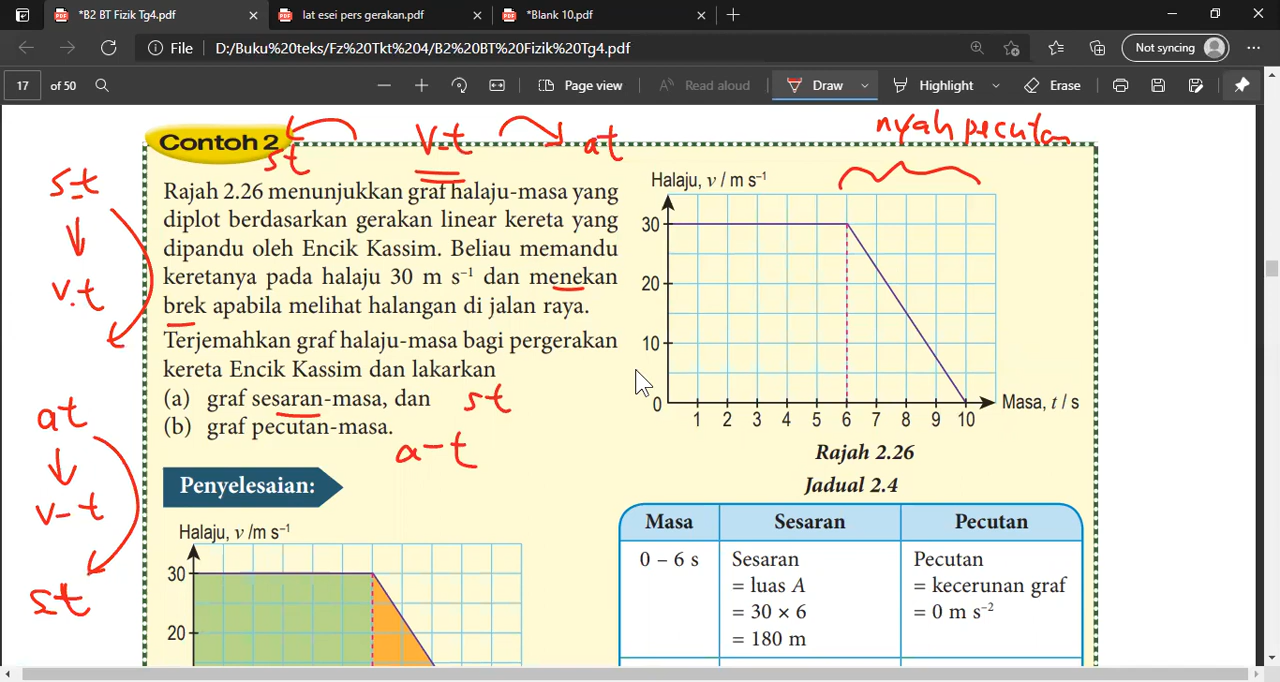 *B2 BT Fizik Tg4.pdf
lat esei pers gerakan.pdf
*Blank 10.pdf
File
D:/Buku%20teks/Fz%20Tkt%204/B2%20BT%20Fizik%20Tg4.pdf
Not syncing
17 of 50
Page view
Read aloud
Draw
Highlight
Erase
Contoh 2
st
v-t
at
nyah pecutan
Rajah 2.26 menunjukkan graf halaju-masa yang
diplot berdasarkan gerakan linear kereta yang
dipandu oleh Encik Kassim. Beliau memandu
keretanya pada halaju 30 m s⁻¹ dan menekan
brek apabila melihat halangan di jalan raya.
Terjemahkan graf halaju-masa bagi pergerakan
kereta Encik Kassim dan lakarkan
(a) graf sesaran-masa, dan
st
(b) graf pecutan-masa.
a-t
s-t
v.t
at
v-t
st
Halaju, v / m s⁻¹
30
20
10
0
1 2 3 4 5 6 7 8 9 10
Masa, t / s
Rajah 2.26
Jadual 2.4
Penyelesaian:
Halaju, v /m s⁻¹
30
20
Masa Sesaran Pecutan
0 – 6 s
Sesaran
= luas A
= 30 × 6
= 180 m
Pecutan
= kecerunan graf
= 0 m s⁻²